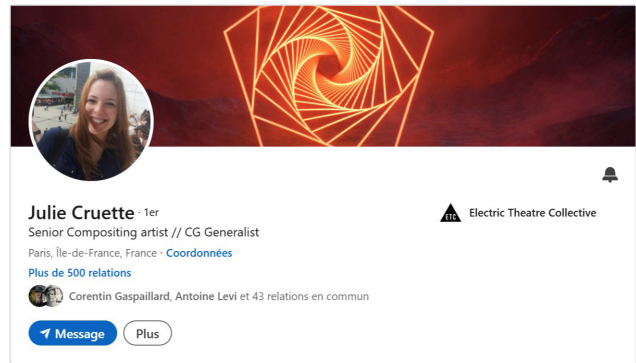 Julie Cruette · 1er
ETC Electric Theatre Collective
Senior Compositing artist // CG Generalist
Paris, Île-de-France, France · Coordonnées
Plus de 500 relations
Corentin Gaspaillard, Antoine Levi et 43 relations en commun
Message Plus